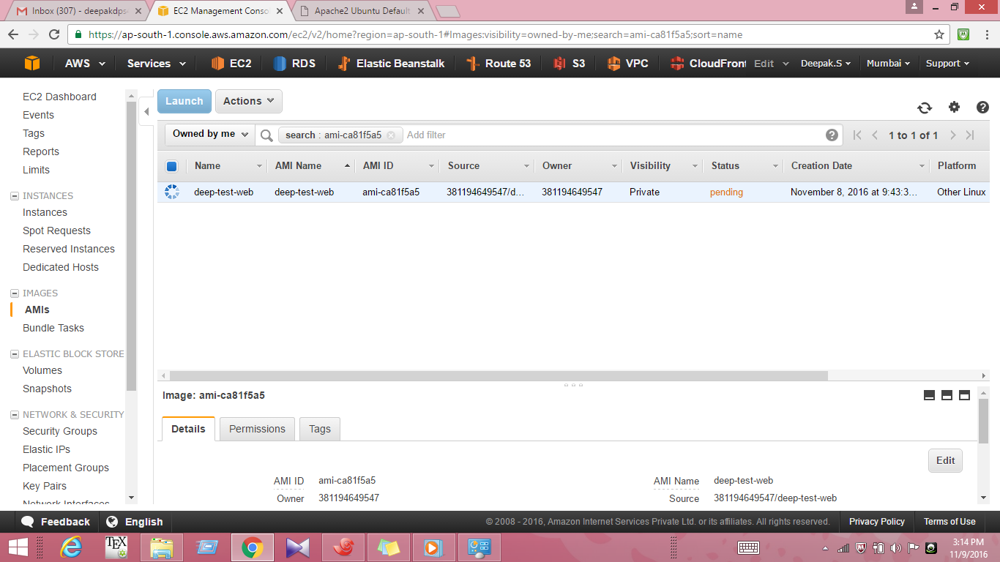 Inbox (307) - deepakdps
EC2 Management Conso
Apache2 Ubuntu Default
https://ap-south-1.console.aws.amazon.com/ec2/v2/home?region=ap-south-1#Images:visibility=owned-by-me;search=ami-ca81f5a5;sort=name
AWS Services EC2 RDS Elastic Beanstalk Route 53 S3 VPC CloudFront Edit Deepak.S Mumbai Support
EC2 Dashboard
Events
Tags
Reports
Limits
INSTANCES
Instances
Spot Requests
Reserved Instances
Dedicated Hosts
IMAGES
AMIs
Bundle Tasks
ELASTIC BLOCK STORE
Volumes
Snapshots
NETWORK & SECURITY
Security Groups
Elastic IPs
Placement Groups
Key Pairs
Network Interfaces
Launch Actions
Owned by me search : ami-ca81f5a5 Add filter 1 to 1 of 1
Name AMI Name AMI ID Source Owner Visibility Status Creation Date Platform
deep-test-web deep-test-web ami-ca81f5a5 381194649547/d... 381194649547 Private pending November 8, 2016 at 9:43:3... Other Linux
Image: ami-ca81f5a5
Details Permissions Tags
Edit
AMI ID ami-ca81f5a5 AMI Name deep-test-web
Owner 381194649547 Source 381194649547/deep-test-web
Feedback English © 2008 - 2016, Amazon Internet Services Private Ltd. or its affiliates. All rights reserved. Privacy Policy Terms of Use
TEX
3:14 PM
11/9/2016